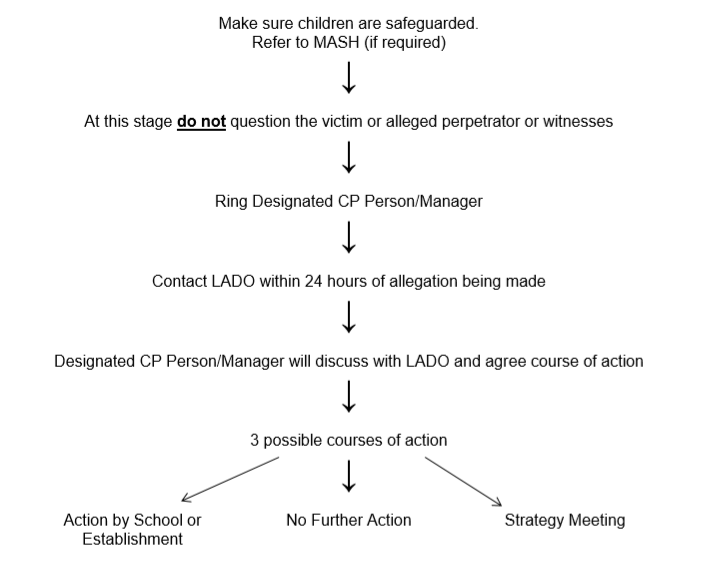 Make sure children are safeguarded.
Refer to MASH (if required)
At this stage do not question the victim or alleged perpetrator or witnesses
Ring Designated CP Person/Manager
Contact LADO within 24 hours of allegation being made
Designated CP Person/Manager will discuss with LADO and agree course of action
3 possible courses of action
Action by School or
Establishment
No Further Action
Strategy Meeting